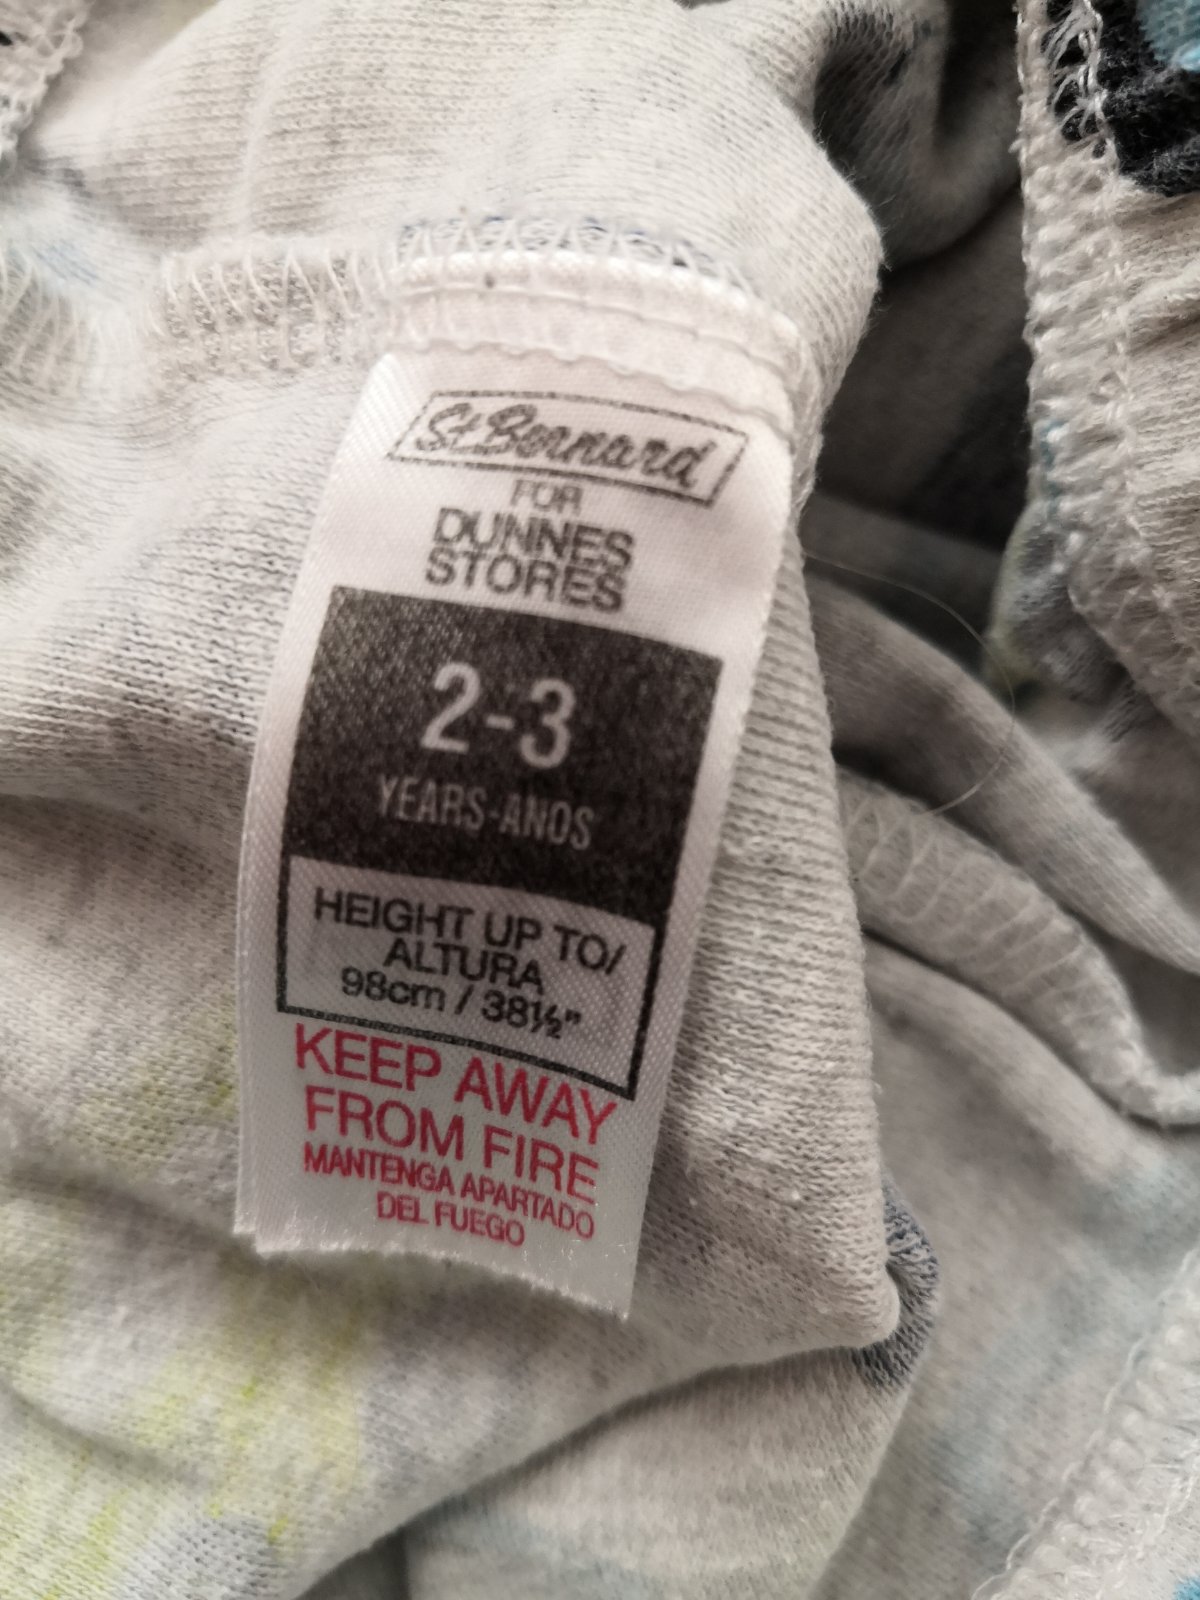 St. Bernard
FOR
DUNNES
STORES
2-3
YEARS-ANOS
HEIGHT UP TO/
ALTURA
98cm / 38½"
KEEP AWAY
FROM FIRE
MANTENGA APARTADO
DEL FUEGO